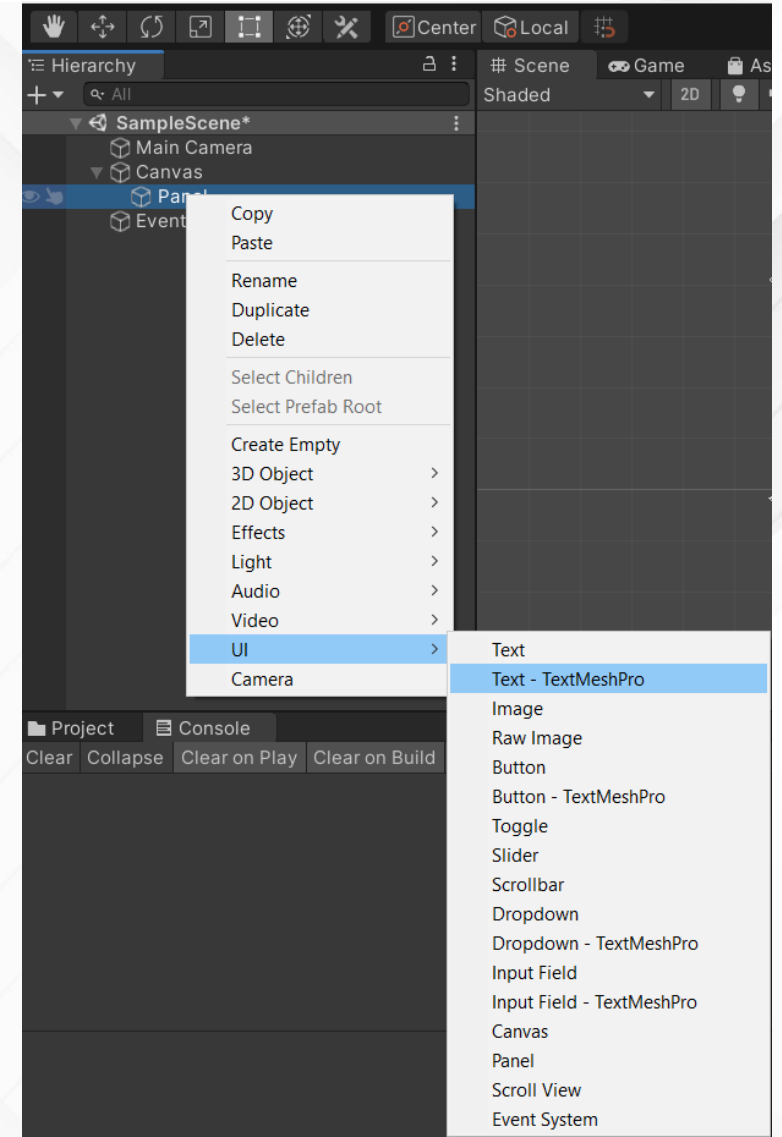 Center Local
Hierarchy
All
SampleScene*
Main Camera
Canvas
Pan
Event
Copy
Paste
Rename
Duplicate
Delete
Select Children
Select Prefab Root
Create Empty
3D Object
2D Object
Effects
Light
Audio
Video
UI
Camera
# Scene Game As
Shaded 2D
Text
Text - TextMeshPro
Image
Raw Image
Button
Button - TextMeshPro
Toggle
Slider
Scrollbar
Dropdown
Dropdown - TextMeshPro
Input Field
Input Field - TextMeshPro
Canvas
Panel
Scroll View
Event System
Project Console
Clear Collapse Clear on Play Clear on Build